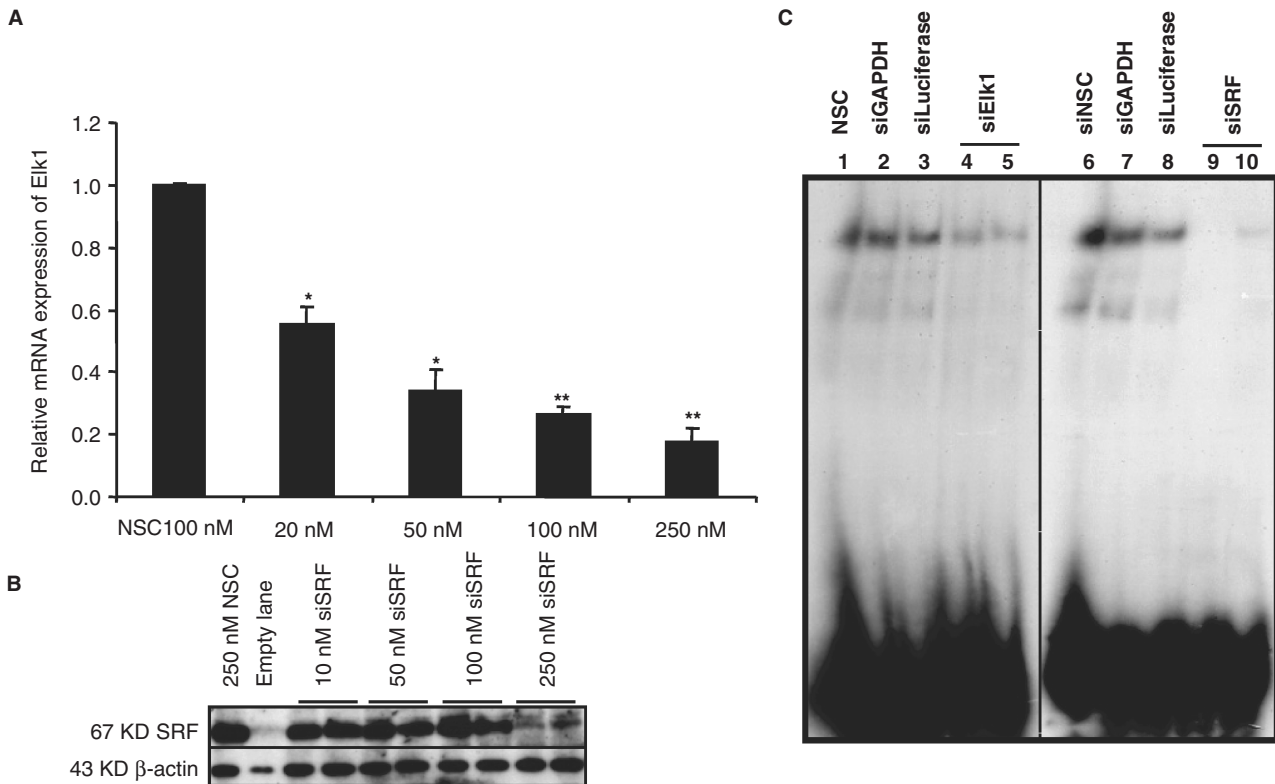 A
Relative mRNA expression of Elk1
1.2
1.0
0.8
0.6
0.4
0.2
0.0
*
*
**
**
NSC100 nM
20 nM
50 nM
100 nM
250 nM
B
250 nM NSC
Empty lane
10 nM siSRF
50 nM siSRF
100 nM siSRF
250 nM siSRF
67 KD SRF
43 KD β-actin
C
NSC
siGAPDH
siLuciferase
siElk1
siNSC
siGAPDH
siLuciferase
siSRF
1 2 3 4 5 6 7 8 9 10